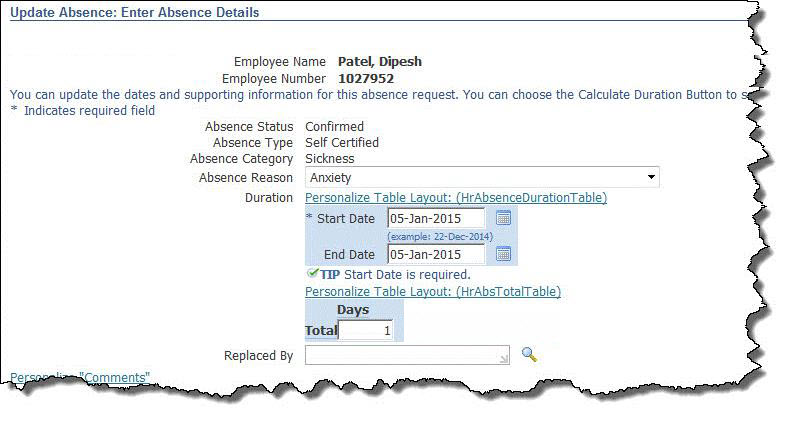 Update Absence: Enter Absence Details
Employee Name Patel, Dipesh
Employee Number 1027952
You can update the dates and supporting information for this absence request. You can choose the Calculate Duration Button to
* Indicates required field
Absence Status Confirmed
Absence Type Self Certified
Absence Category Sickness
Absence Reason Anxiety
Duration Personalize Table Layout: (HrAbsenceDurationTable)
* Start Date 05-Jan-2015
(example: 22-Dec-2014)
End Date 05-Jan-2015
TIP Start Date is required.
Personalize Table Layout: (HrAbsTotalTable)
Days
Total 1
Replaced By
Personalize "Comments"